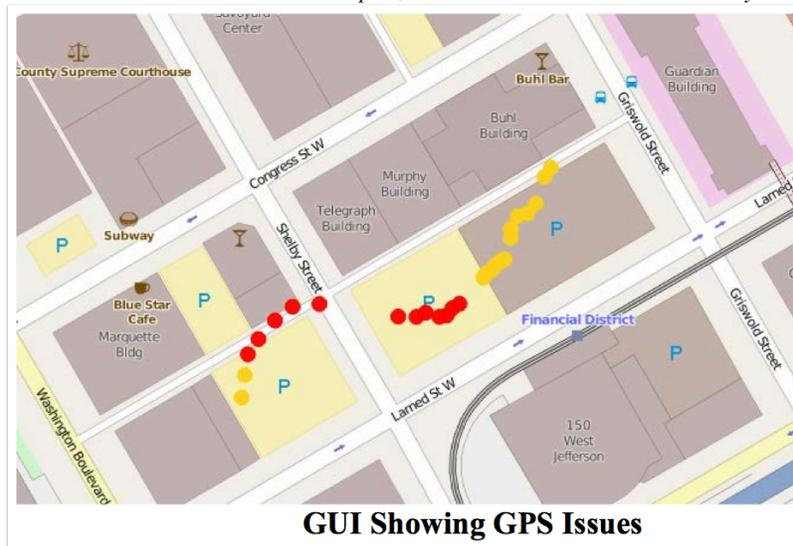 Savoyard
Center
County Supreme Courthouse
Buhl Bar
Guardian
Building
Griswold Street
Buhl
Building
Congress St W
Murphy
Building
Telegraph
Building
Larned
Subway
P
Shelby Street
P
P
P
Blue Star
Cafe
Marquette
Bldg
Financial District
Griswold Street
P
P
Larned St W
Washington Boulevard
150
West
Jefferson
GUI Showing GPS Issues